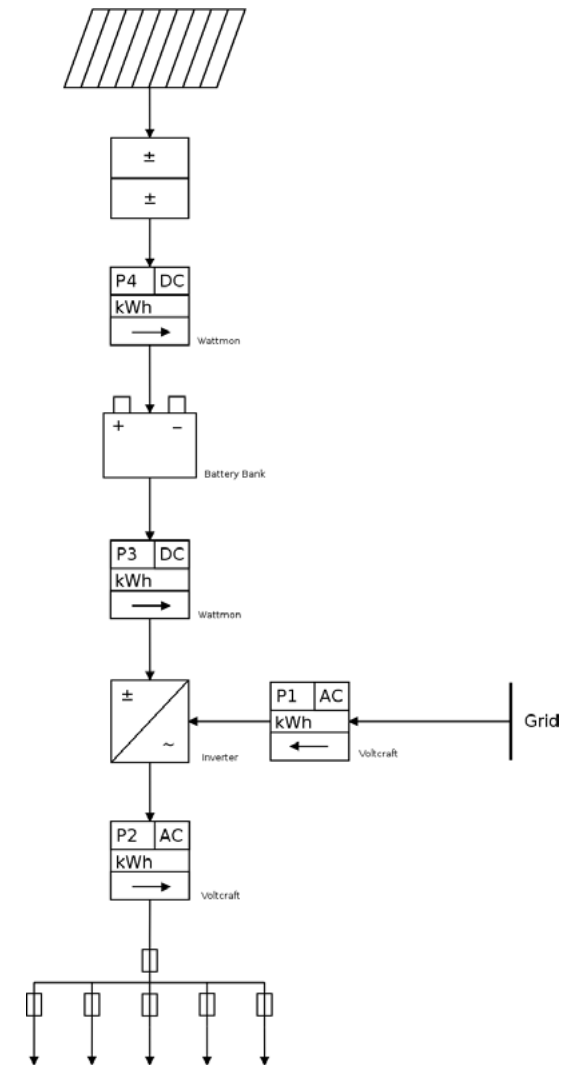 ±
±
P4 DC
kWh
Wattmon
+ −
Battery Bank
P3 DC
kWh
Wattmon
±
~
Inverter
P1 AC
kWh
Voltcraft
Grid
P2 AC
kWh
Voltcraft